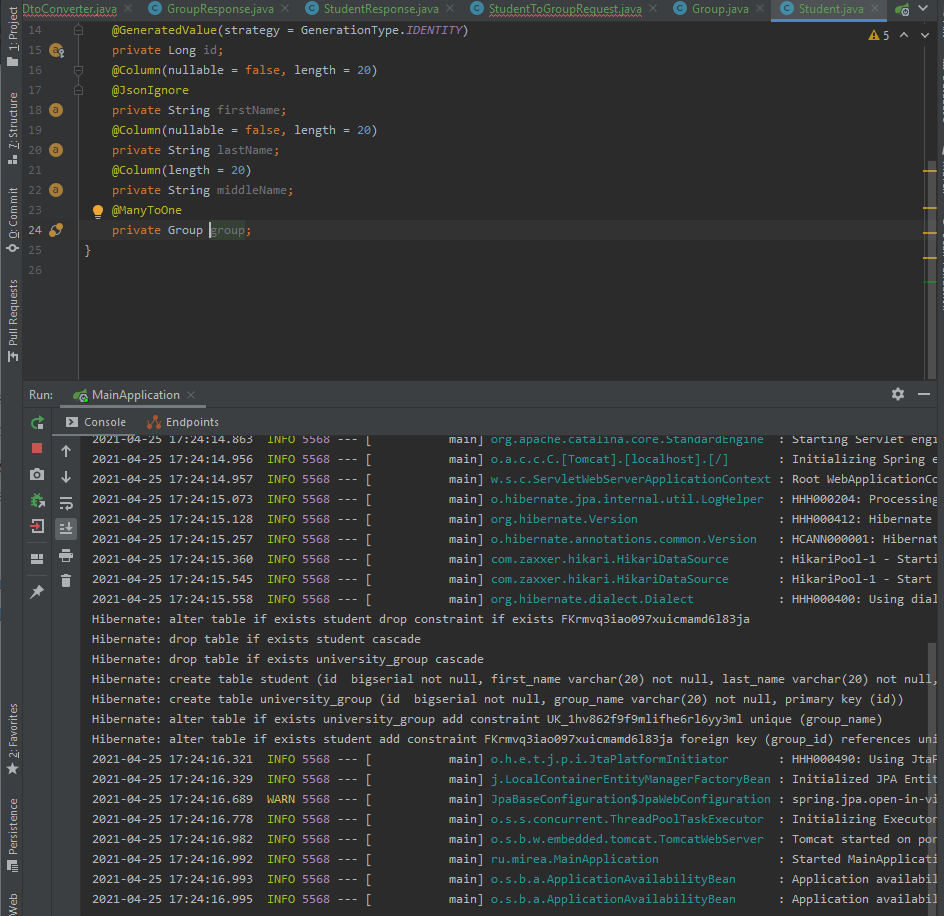 DtoConverter.java GroupResponse.java StudentResponse.java StudentToGroupRequest.java Group.java Student.java
1: Project
Z: Structure
0: Commit
Pull Requests
2: Favorites
Persistence
Web
5
14 @GeneratedValue(strategy = GenerationType.IDENTITY)
15 private Long id;
16 @Column(nullable = false, length = 20)
17 @JsonIgnore
18 private String firstName;
19 @Column(nullable = false, length = 20)
20 private String lastName;
21 @Column(length = 20)
22 private String middleName;
23 @ManyToOne
24 private Group group;
25 }
26
Run: MainApplication
Console Endpoints
2021-04-25 17:24:14.863 INFO 5568 --- [ main] org.apache.catalina.core.StandardEngine : Starting Servlet engi
2021-04-25 17:24:14.956 INFO 5568 --- [ main] o.a.c.c.C.[Tomcat].[localhost].[/] : Initializing Spring e
2021-04-25 17:24:14.957 INFO 5568 --- [ main] w.s.c.ServletWebServerApplicationContext : Root WebApplicationCo
2021-04-25 17:24:15.073 INFO 5568 --- [ main] o.hibernate.jpa.internal.util.LogHelper : HHH000204: Processing
2021-04-25 17:24:15.128 INFO 5568 --- [ main] org.hibernate.Version : HHH000412: Hibernate
2021-04-25 17:24:15.257 INFO 5568 --- [ main] o.hibernate.annotations.common.Version : HCANN000001: Hibernat
2021-04-25 17:24:15.360 INFO 5568 --- [ main] com.zaxxer.hikari.HikariDataSource : HikariPool-1 - Starti
2021-04-25 17:24:15.545 INFO 5568 --- [ main] com.zaxxer.hikari.HikariDataSource : HikariPool-1 - Start
2021-04-25 17:24:15.558 INFO 5568 --- [ main] org.hibernate.dialect.Dialect : HHH000400: Using dial
Hibernate: alter table if exists student drop constraint if exists FKrmvq3iao097xuicmamd6l83ja
Hibernate: drop table if exists student cascade
Hibernate: drop table if exists university_group cascade
Hibernate: create table student (id bigserial not null, first_name varchar(20) not null, last_name varchar(20) not null,
Hibernate: create table university_group (id bigserial not null, group_name varchar(20) not null, primary key (id))
Hibernate: alter table if exists university_group add constraint UK_1hv862f9f9mlifhe6rl6yy3ml unique (group_name)
Hibernate: alter table if exists student add constraint FKrmvq3iao097xuicmamd6l83ja foreign key (group_id) references uni
2021-04-25 17:24:16.321 INFO 5568 --- [ main] o.h.e.t.j.p.i.JtaPlatformInitiator : HHH000490: Using JtaP
2021-04-25 17:24:16.329 INFO 5568 --- [ main] j.LocalContainerEntityManagerFactoryBean : Initialized JPA Entit
2021-04-25 17:24:16.689 WARN 5568 --- [ main] JpaBaseConfiguration$JpaWebConfiguration : spring.jpa.open-in-vi
2021-04-25 17:24:16.778 INFO 5568 --- [ main] o.s.s.concurrent.ThreadPoolTaskExecutor : Initializing Executor
2021-04-25 17:24:16.982 INFO 5568 --- [ main] o.s.b.w.embedded.tomcat.TomcatWebServer : Tomcat started on por
2021-04-25 17:24:16.992 INFO 5568 --- [ main] ru.mirea.MainApplication : Started MainApplicati
2021-04-25 17:24:16.993 INFO 5568 --- [ main] o.s.b.a.ApplicationAvailabilityBean : Application availabil
2021-04-25 17:24:16.995 INFO 5568 --- [ main] o.s.b.a.ApplicationAvailabilityBean : Application availabil